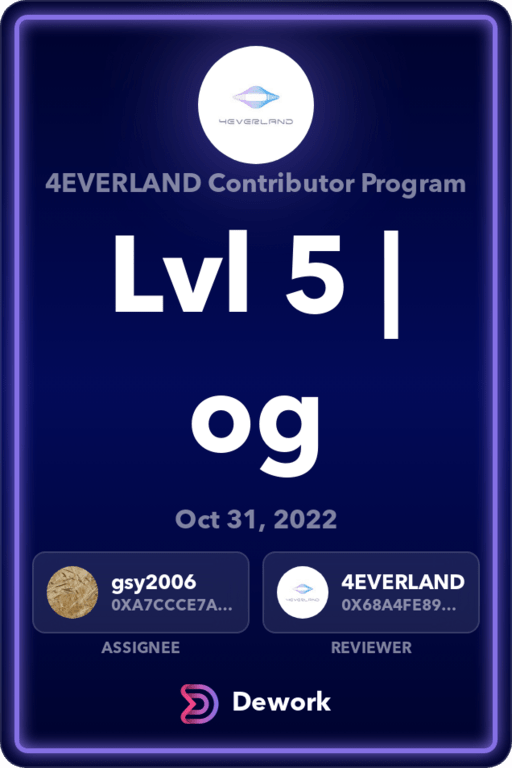 4EVERLAND
4EVERLAND Contributor Program
Lvl 5 |
og
Oct 31, 2022
gsy2006
0XA7CCCE7A...
ASSIGNEE
4EVERLAND
0X68A4FE89...
REVIEWER
Dework